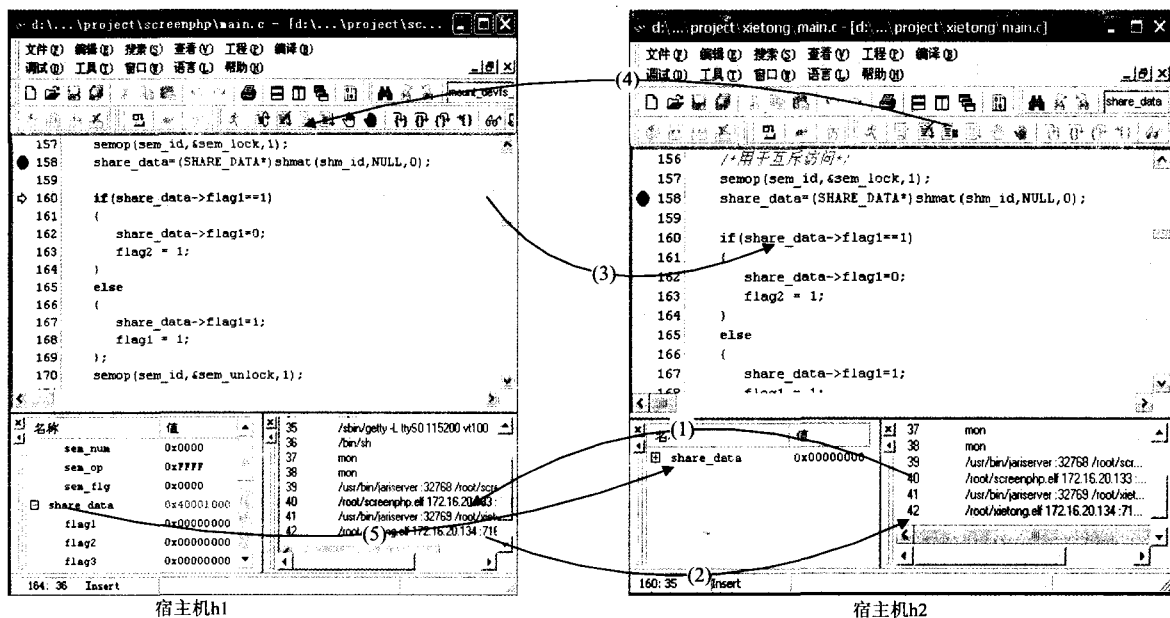 d:\...\project\screenphp\main.c - [d:\...\project\sc...
文件(F) 编辑(E) 搜索(S) 查看(V) 工程(P) 编译(B)
调试(D) 工具(T) 窗口(W) 语言(L) 帮助(H)
mount_devfs
157 semop(sem_id,&sem_lock,1);
158 share_data=(SHARE_DATA*)shmat(shm_id,NULL,0);
159
160 if(share_data->flag1==1)
161 {
162 share_data->flag1=0;
163 flag2 = 1;
164 }
165 else
166 {
167 share_data->flag1=1;
168 flag1 = 1;
169 };
170 semop(sem_id,&sem_unlock,1);
名称 值
sem_num 0x0000
sem_op 0xFFFF
sem_flg 0x0000
share_data 0x40001000
flag1 0x00000000
flag2 0x00000000
flag3 0x00000000
35 /sbin/getty -L ttyS0 115200 vt100
36 /bin/sh
37 mon
38 mon
39 /usr/bin/jariserver :32768 /root/scre
40 /root/screenphp.elf 172.16.20.133 :
41 /usr/bin/jariserver :32769 /root/xieto
42
164: 36 Insert
宿主机h1
(4)
(3)
(1)
(5)
(2)
d:\...\project\xietong\main.c - [d:\...\project\xietong\main.c]
文件(F) 编辑(E) 搜索(S) 查看(V) 工程(P) 编译(B)
调试(D) 工具(T) 窗口(W) 语言(L) 帮助(H)
share_data
156 /*用于互斥访问*/
157 semop(sem_id,&sem_lock,1);
158 share_data=(SHARE_DATA*)shmat(shm_id,NULL,0);
159
160 if(share_data->flag1==1)
161 {
162 share_data->flag1=0;
163 flag2 = 1;
164 }
165 else
166 {
167 share_data->flag1=1;
168 flag1 = 1;
值
share_data 0x00000000
37 mon
38 mon
39 /usr/bin/jariserver :32768 /root/scr...
40 /root/screenphp.elf 172.16.20.133 :...
41 /usr/bin/jariserver :32769 /root/xiet...
42 /root/xietong.elf 172.16.20.134 :71...
160: 35 Insert
宿主机h2